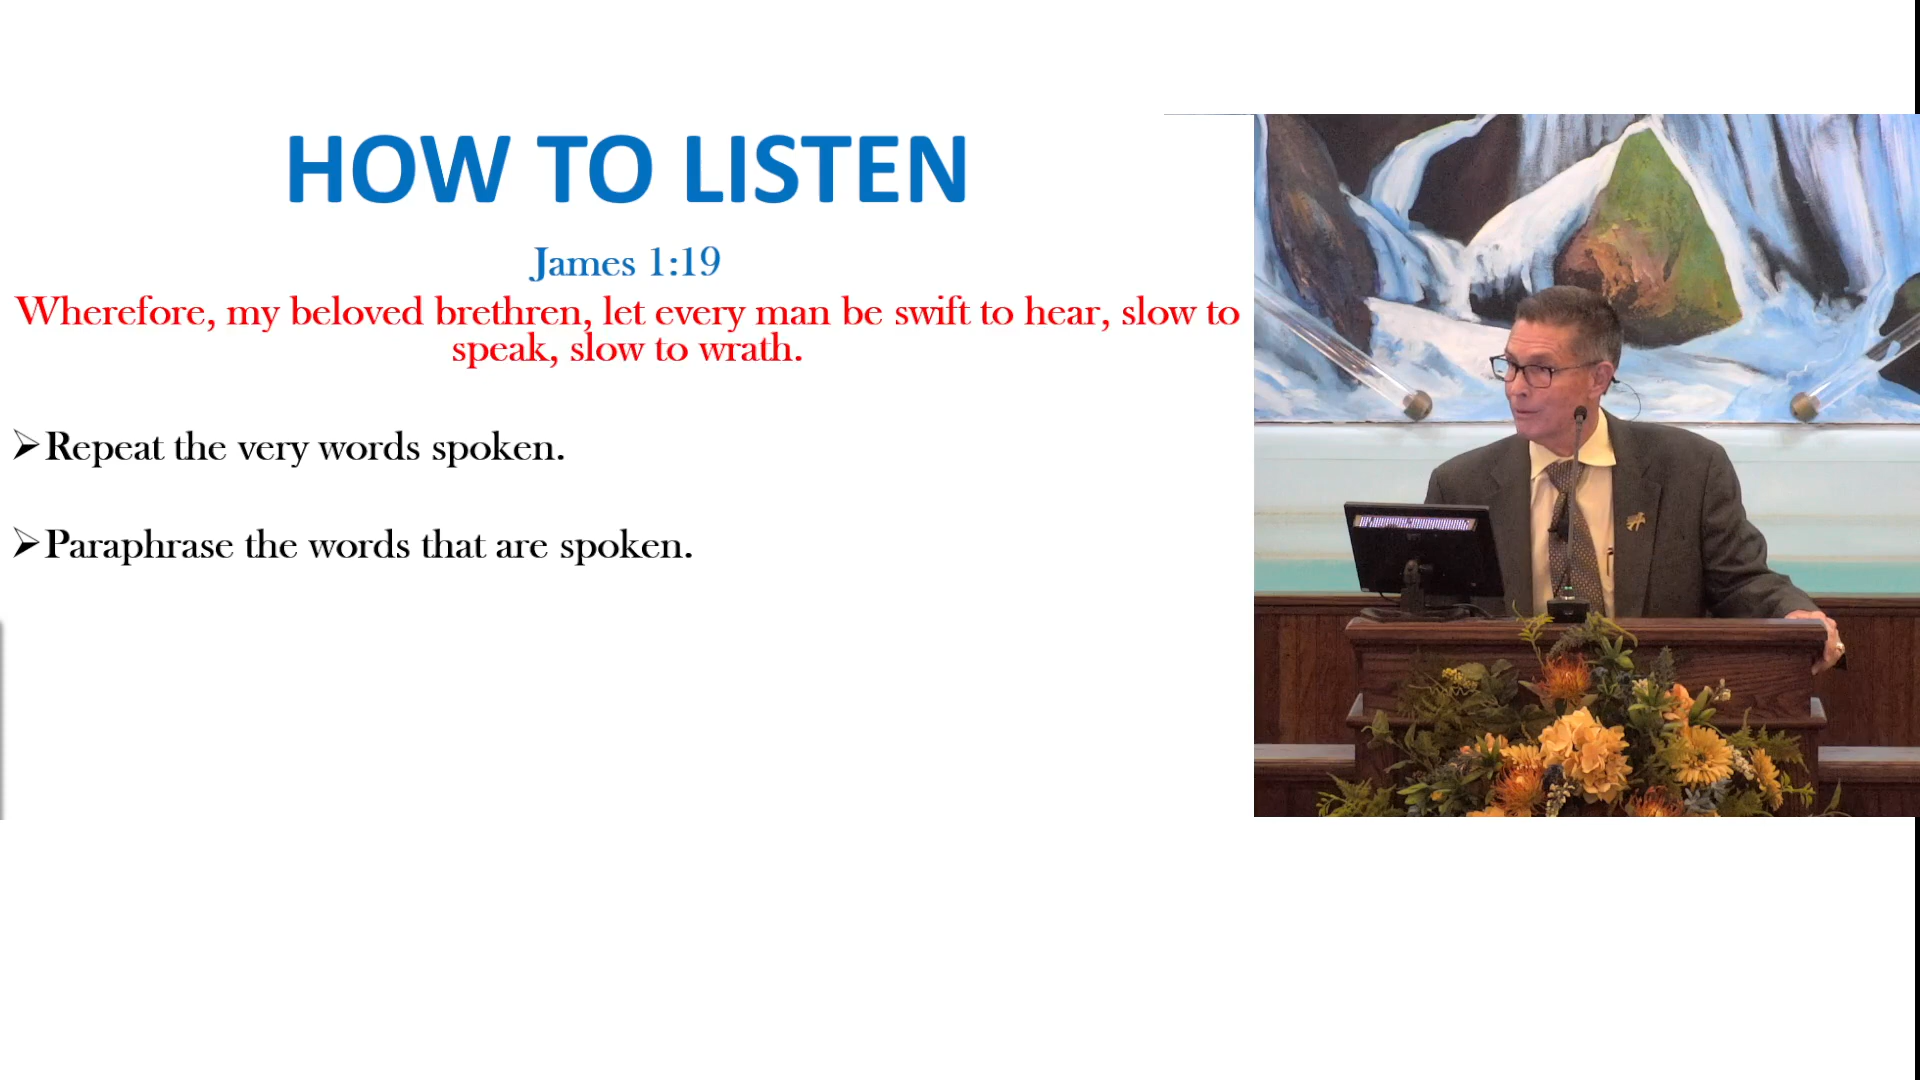 HOW TO LISTEN
James 1:19
Wherefore, my beloved brethren, let every man be swift to hear, slow to
speak, slow to wrath.
➢Repeat the very words spoken.
➢Paraphrase the words that are spoken.